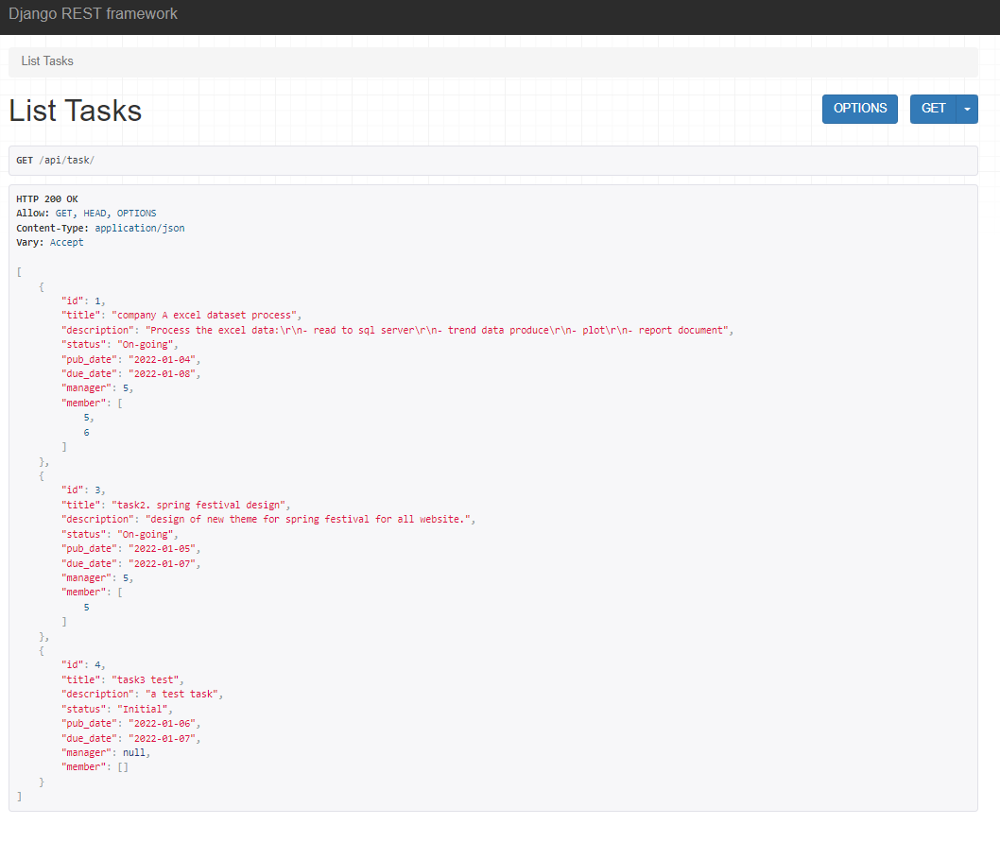 Django REST framework
List Tasks
List Tasks
OPTIONS GET
GET /api/task/
HTTP 200 OK
Allow: GET, HEAD, OPTIONS
Content-Type: application/json
Vary: Accept
[
    {
        "id": 1,
        "title": "company A excel dataset process",
        "description": "Process the excel data:\r\n- read to sql server\r\n- trend data produce\r\n- plot\r\n- report document",
        "status": "On-going",
        "pub_date": "2022-01-04",
        "due_date": "2022-01-08",
        "manager": 5,
        "member": [
            5,
            6
        ]
    },
    {
        "id": 3,
        "title": "task2. spring festival design",
        "description": "design of new theme for spring festival for all website.",
        "status": "On-going",
        "pub_date": "2022-01-05",
        "due_date": "2022-01-07",
        "manager": 5,
        "member": [
            5
        ]
    },
    {
        "id": 4,
        "title": "task3 test",
        "description": "a test task",
        "status": "Initial",
        "pub_date": "2022-01-06",
        "due_date": "2022-01-07",
        "manager": null,
        "member": []
    }
]